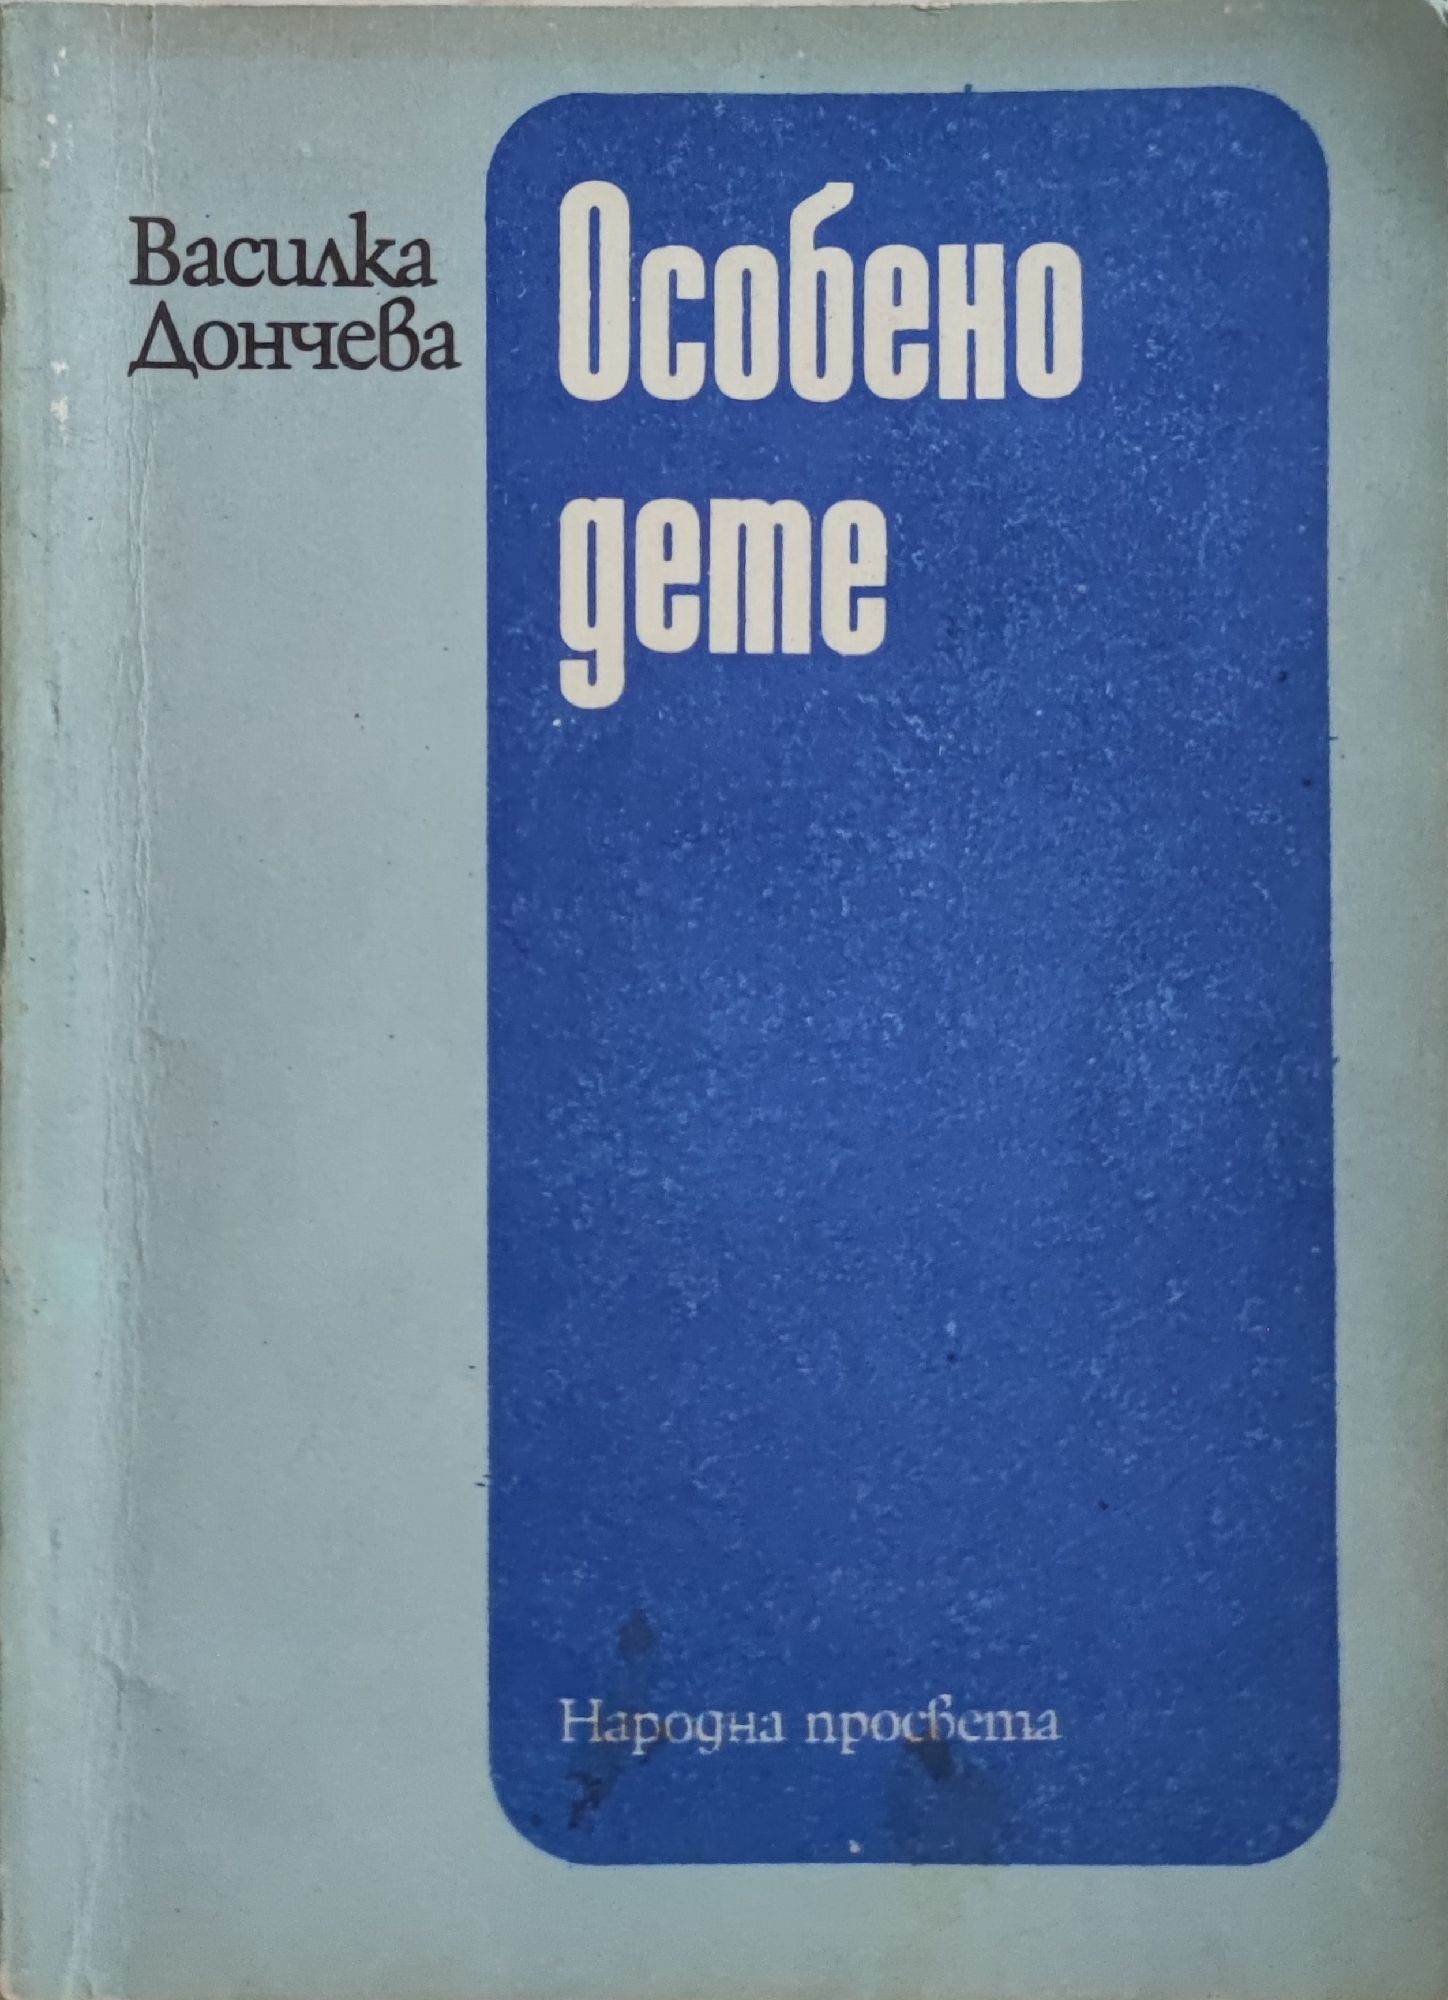 Василка
Дончева
Особено
дете
Народна просвета